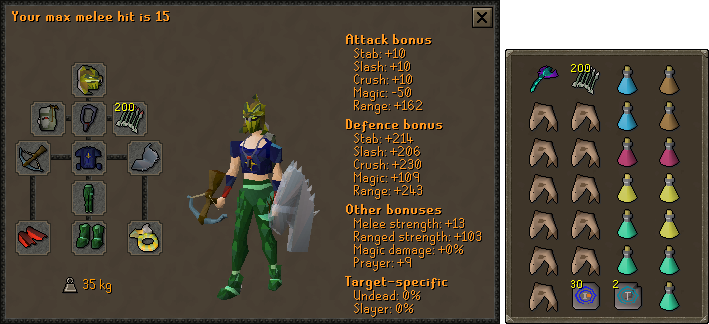 Your max melee hit is 15
Attack bonus
Stab: +10
Slash: +10
Crush: +10
Magic: -50
Range: +162
200
Defence bonus
Stab: +214
Slash: +206
Crush: +230
Magic: +109
Range: +243
Other bonuses
Melee strength: +13
Ranged strength: +103
Magic damage: +0%
Prayer: +9
Target-specific
Undead: 0%
Slayer: 0%
35 kg
200
30
2
T